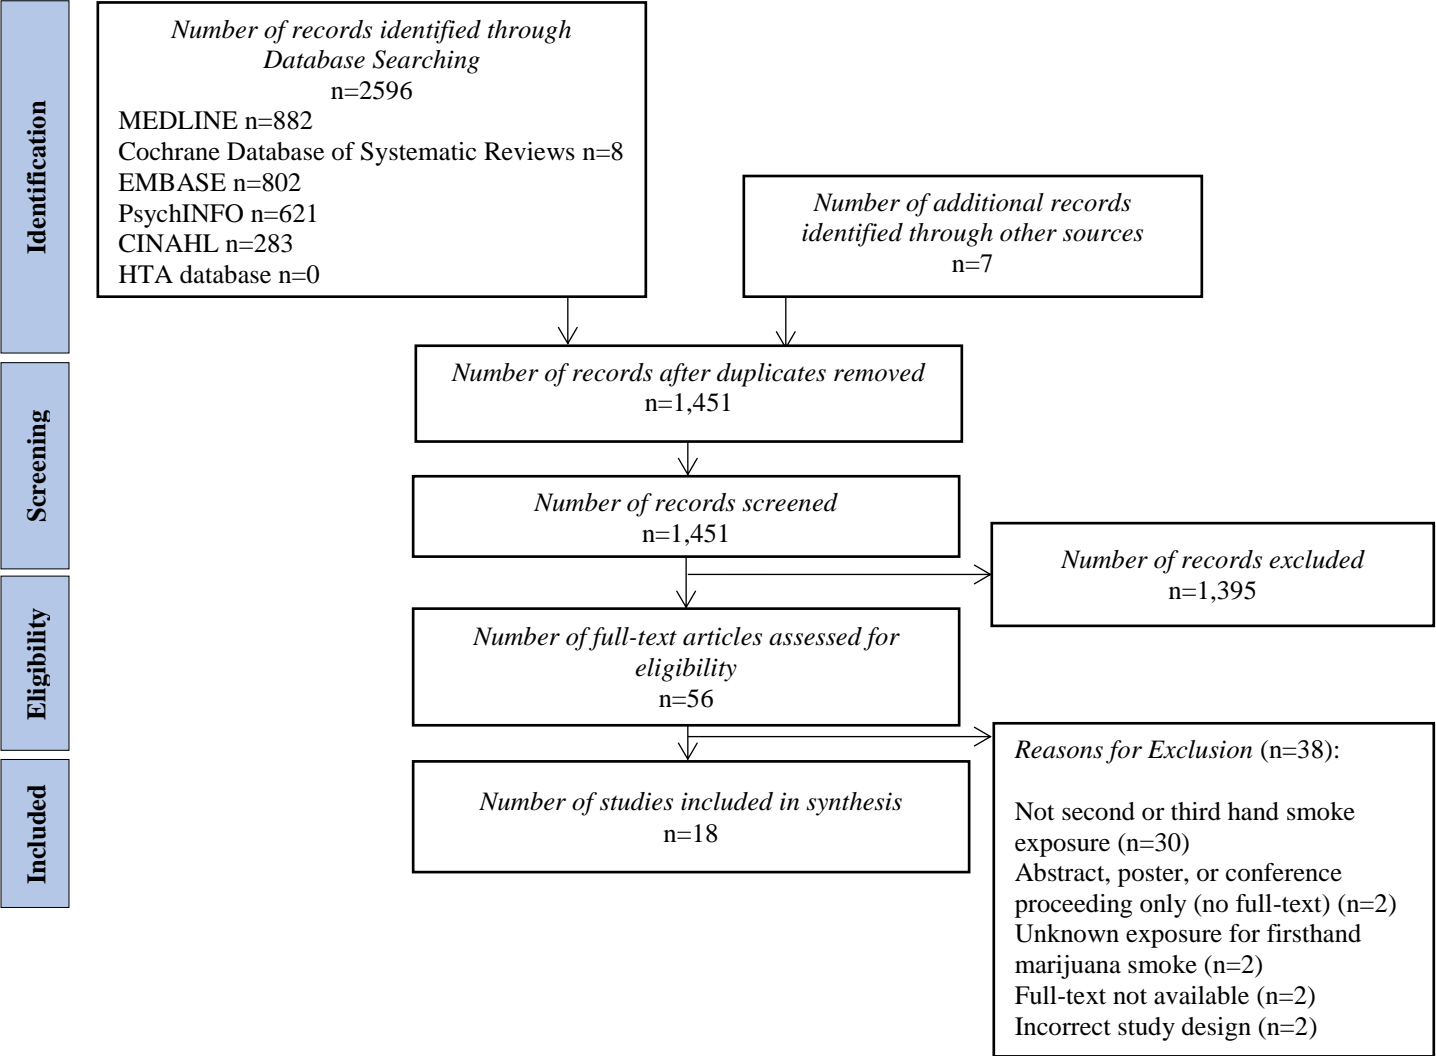 Identification
Number of records identified through
Database Searching
n=2596
MEDLINE n=882
Cochrane Database of Systematic Reviews n=8
EMBASE n=802
PsychINFO n=621
CINAHL n=283
HTA database n=0
Number of additional records
identified through other sources
n=7
Screening
Number of records after duplicates removed
n=1,451
Number of records screened
n=1,451
Number of records excluded
n=1,395
Eligibility
Number of full-text articles assessed for
eligibility
n=56
Reasons for Exclusion (n=38):
Not second or third hand smoke
exposure (n=30)
Abstract, poster, or conference
proceeding only (no full-text) (n=2)
Unknown exposure for firsthand
marijuana smoke (n=2)
Full-text not available (n=2)
Incorrect study design (n=2)
Included
Number of studies included in synthesis
n=18